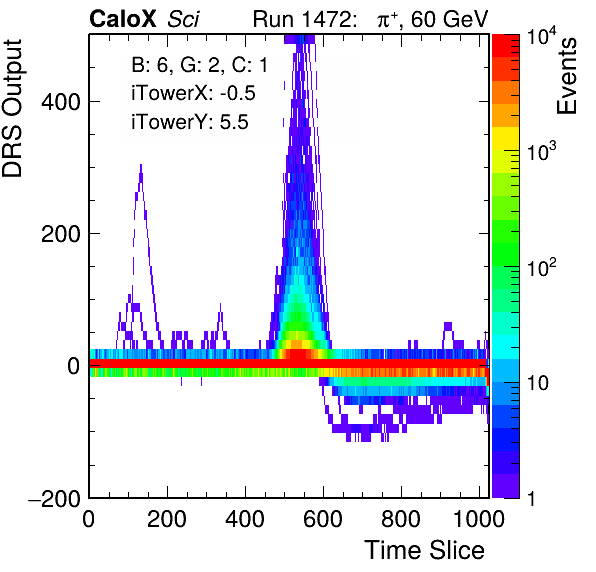 CaloX Sci Run 1472: π⁺, 60 GeV
B: 6, G: 2, C: 1
iTowerX: -0.5
iTowerY: 5.5
DRS Output
400
200
0
−200
0 200 400 600 800 1000
Time Slice
Events
10⁴
10³
10²
10
1